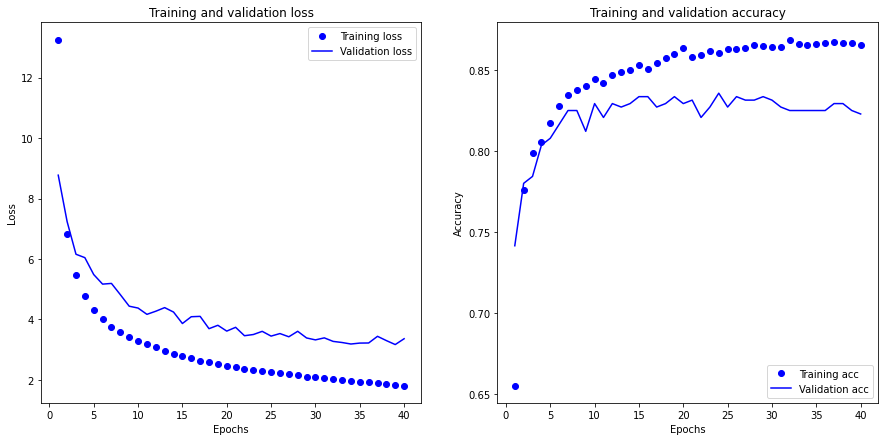 Training and validation loss
Training loss
Validation loss
12
10
8
6
4
2
Loss
0
5
10
15
20
25
30
35
40
Epochs
Training and validation accuracy
0.85
0.80
0.75
0.70
0.65
Accuracy
Training acc
Validation acc
0
5
10
15
20
25
30
35
40
Epochs